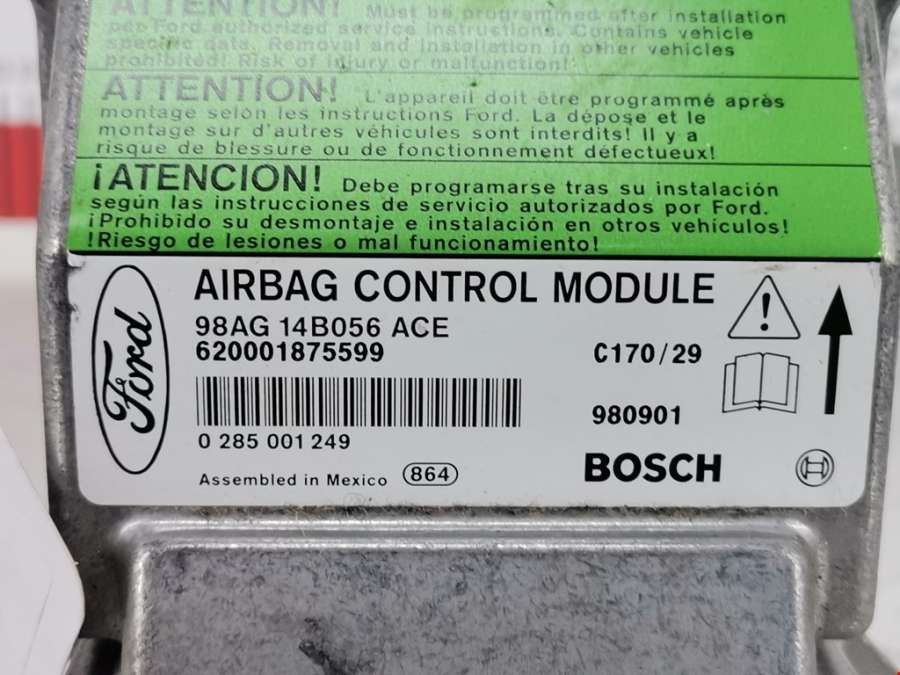 ATTENTION! Must be programmed after installation
per Ford authorized service instructions. Contains vehicle
specific data. Removal and installation in other vehicles
prohibited! Risk of injury or malfunction!
ATTENTION! L'appareil doit être programmé après
montage selon les instructions Ford. La dépose et le
montage sur d'autres véhicules sont interdits! Il y a
risque de blessure ou de fonctionnement défectueux!
¡ATENCION! Debe programarse tras su instalación
según las instrucciones de servicio autorizados por Ford.
¡Prohibido su desmontaje e instalación en otros vehículos!
!Riesgo de lesiones o mal funcionamiento!
Ford
AIRBAG CONTROL MODULE
98AG 14B056 ACE
620001875599
C170/29
980901
0 285 001 249
Assembled in Mexico 864
BOSCH